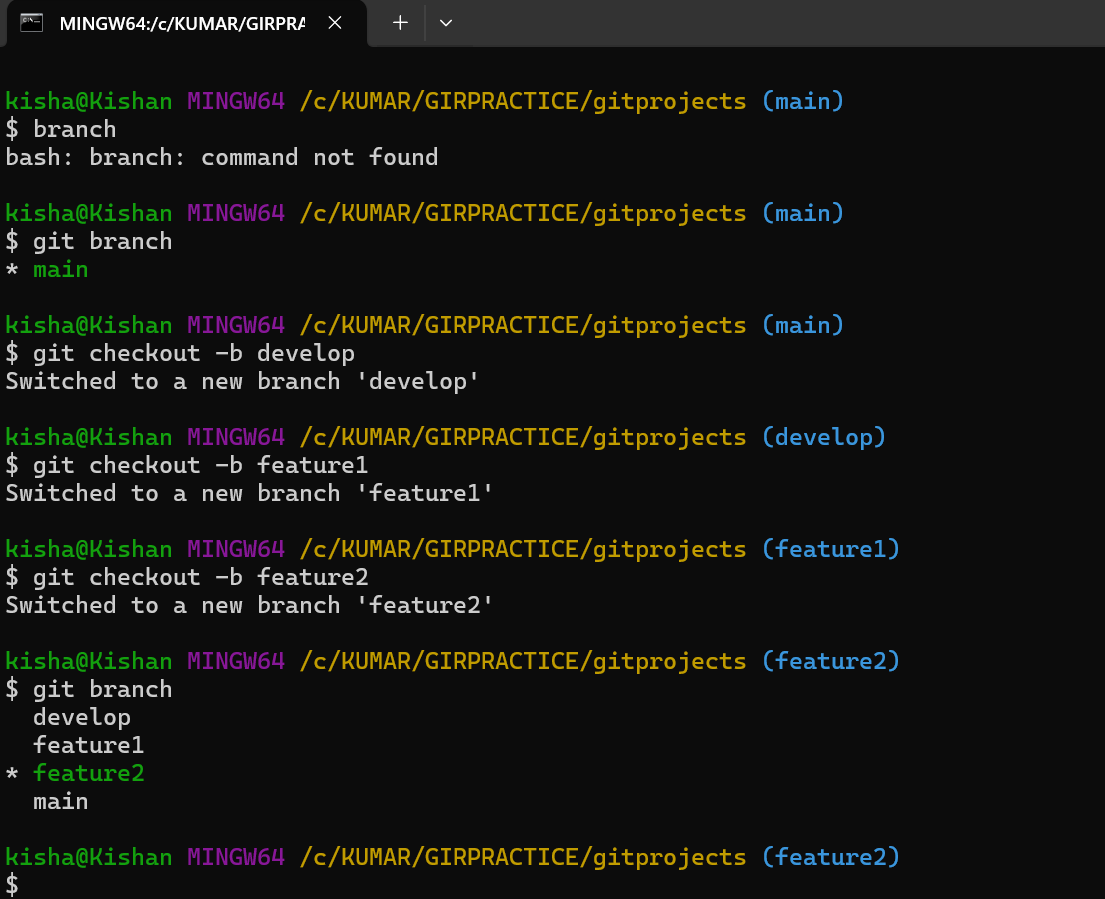 MINGW64:/c/KUMAR/GIRPRA
kisha@Kishan MINGW64 /c/KUMAR/GIRPRACTICE/gitprojects (main)
$ branch
bash: branch: command not found
kisha@Kishan MINGW64 /c/KUMAR/GIRPRACTICE/gitprojects (main)
$ git branch
* main
kisha@Kishan MINGW64 /c/KUMAR/GIRPRACTICE/gitprojects (main)
$ git checkout -b develop
Switched to a new branch 'develop'
kisha@Kishan MINGW64 /c/KUMAR/GIRPRACTICE/gitprojects (develop)
$ git checkout -b feature1
Switched to a new branch 'feature1'
kisha@Kishan MINGW64 /c/KUMAR/GIRPRACTICE/gitprojects (feature1)
$ git checkout -b feature2
Switched to a new branch 'feature2'
kisha@Kishan MINGW64 /c/KUMAR/GIRPRACTICE/gitprojects (feature2)
$ git branch
  develop
  feature1
* feature2
  main
kisha@Kishan MINGW64 /c/KUMAR/GIRPRACTICE/gitprojects (feature2)
$